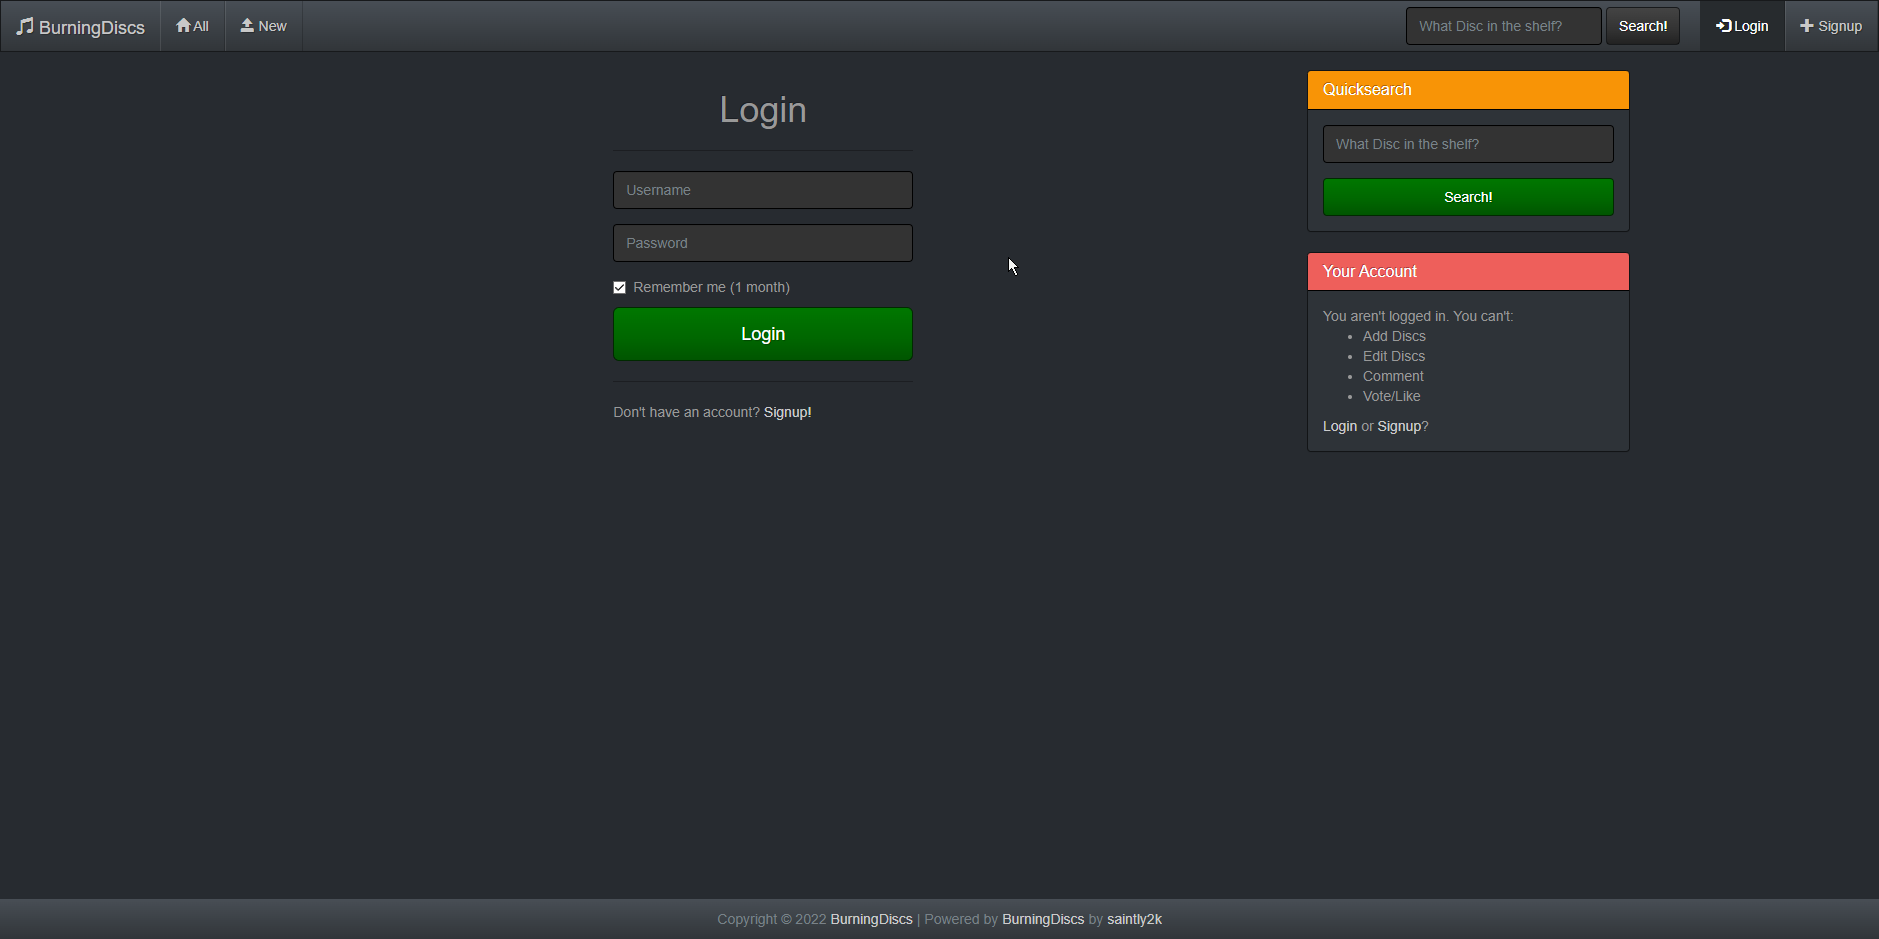 BurningDiscs All New What Disc in the shelf? Search! Login Signup
Login
Username
Password
Remember me (1 month)
Login
Don't have an account? Signup!
Quicksearch
What Disc in the shelf?
Search!
Your Account
You aren't logged in. You can't:
• Add Discs
• Edit Discs
• Comment
• Vote/Like
Login or Signup?
Copyright © 2022 BurningDiscs | Powered by BurningDiscs by saintly2k